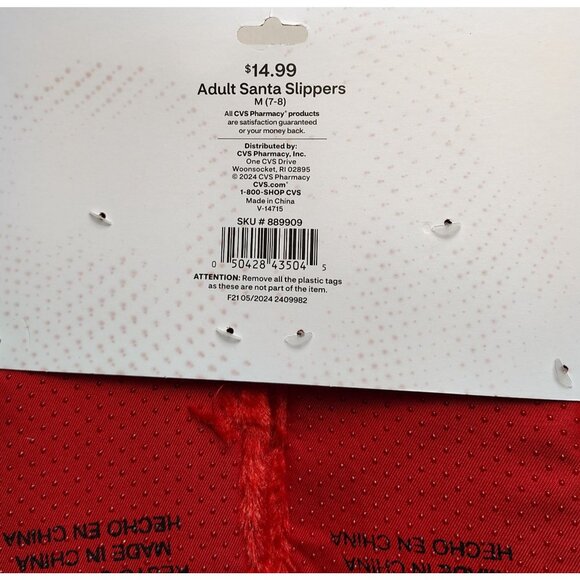 $14.99
Adult Santa Slippers
M (7-8)
All CVS Pharmacy® products
are satisfaction guaranteed
or your money back.
Distributed by:
CVS Pharmacy, Inc.
One CVS Drive
Woonsocket, RI 02895
© 2024 CVS Pharmacy
CVS.com®
1-800-SHOP CVS
Made in China
V-14715
SKU # 889909
0 50428 43504 5
ATTENTION: Remove all the plastic tags
as these are not part of the item.
F21 05/2024 2409982
HECHO EN CHINA
MADE IN CHINA
HECHO EN CHINA
MADE IN CHINA